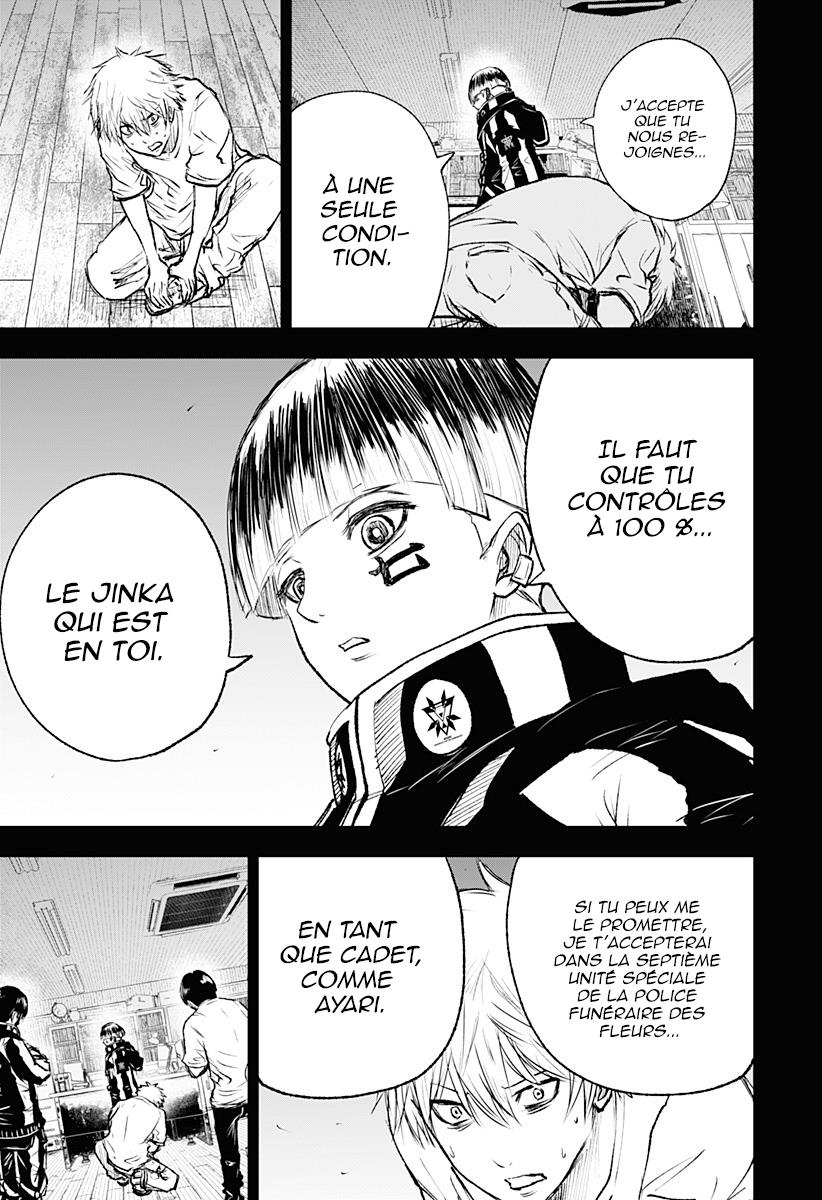 J'ACCEPTE
QUE TU
NOUS RE-
JOIGNES...
À UNE
SEULE
CONDI-
TION.
IL FAUT
QUE TU
CONTRÔLES
À 100 %...
LE JINKA
QUI EST
EN TOI.
SI TU PEUX ME
LE PROMETTRE,
JE T'ACCEPTERAI
DANS LA SEPTIÈME
UNITÉ SPÉCIALE
DE LA POLICE
FUNÉRAIRE DES
FLEURS...
EN TANT
QUE CADET,
COMME
AYARI.